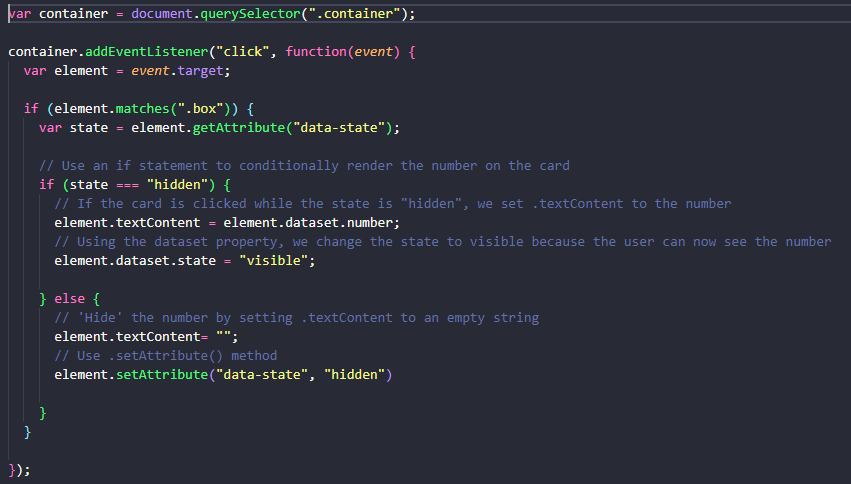 var container = document.querySelector(".container");
container.addEventListener("click", function(event) {
var element = event.target;
if (element.matches(".box")) {
var state = element.getAttribute("data-state");
// Use an if statement to conditionally render the number on the card
if (state === "hidden") {
// If the card is clicked while the state is "hidden", we set .textContent to the number
element.textContent = element.dataset.number;
// Using the dataset property, we change the state to visible because the user can now see the number
element.dataset.state = "visible";
} else {
// 'Hide' the number by setting .textContent to an empty string
element.textContent= "";
// Use .setAttribute() method
element.setAttribute("data-state", "hidden")
}
}
});